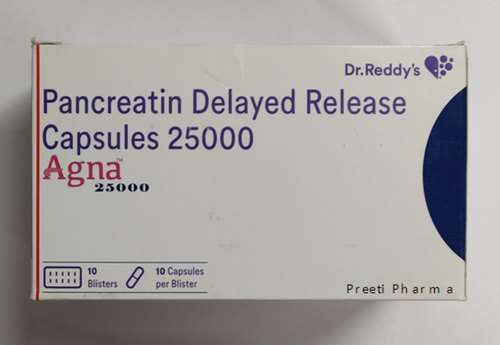 Dr.Reddy's
Pancreatin Delayed Release
Capsules 25000
Agna™
25000
10 Blisters
10 Capsules per Blister
Preeti Pharma